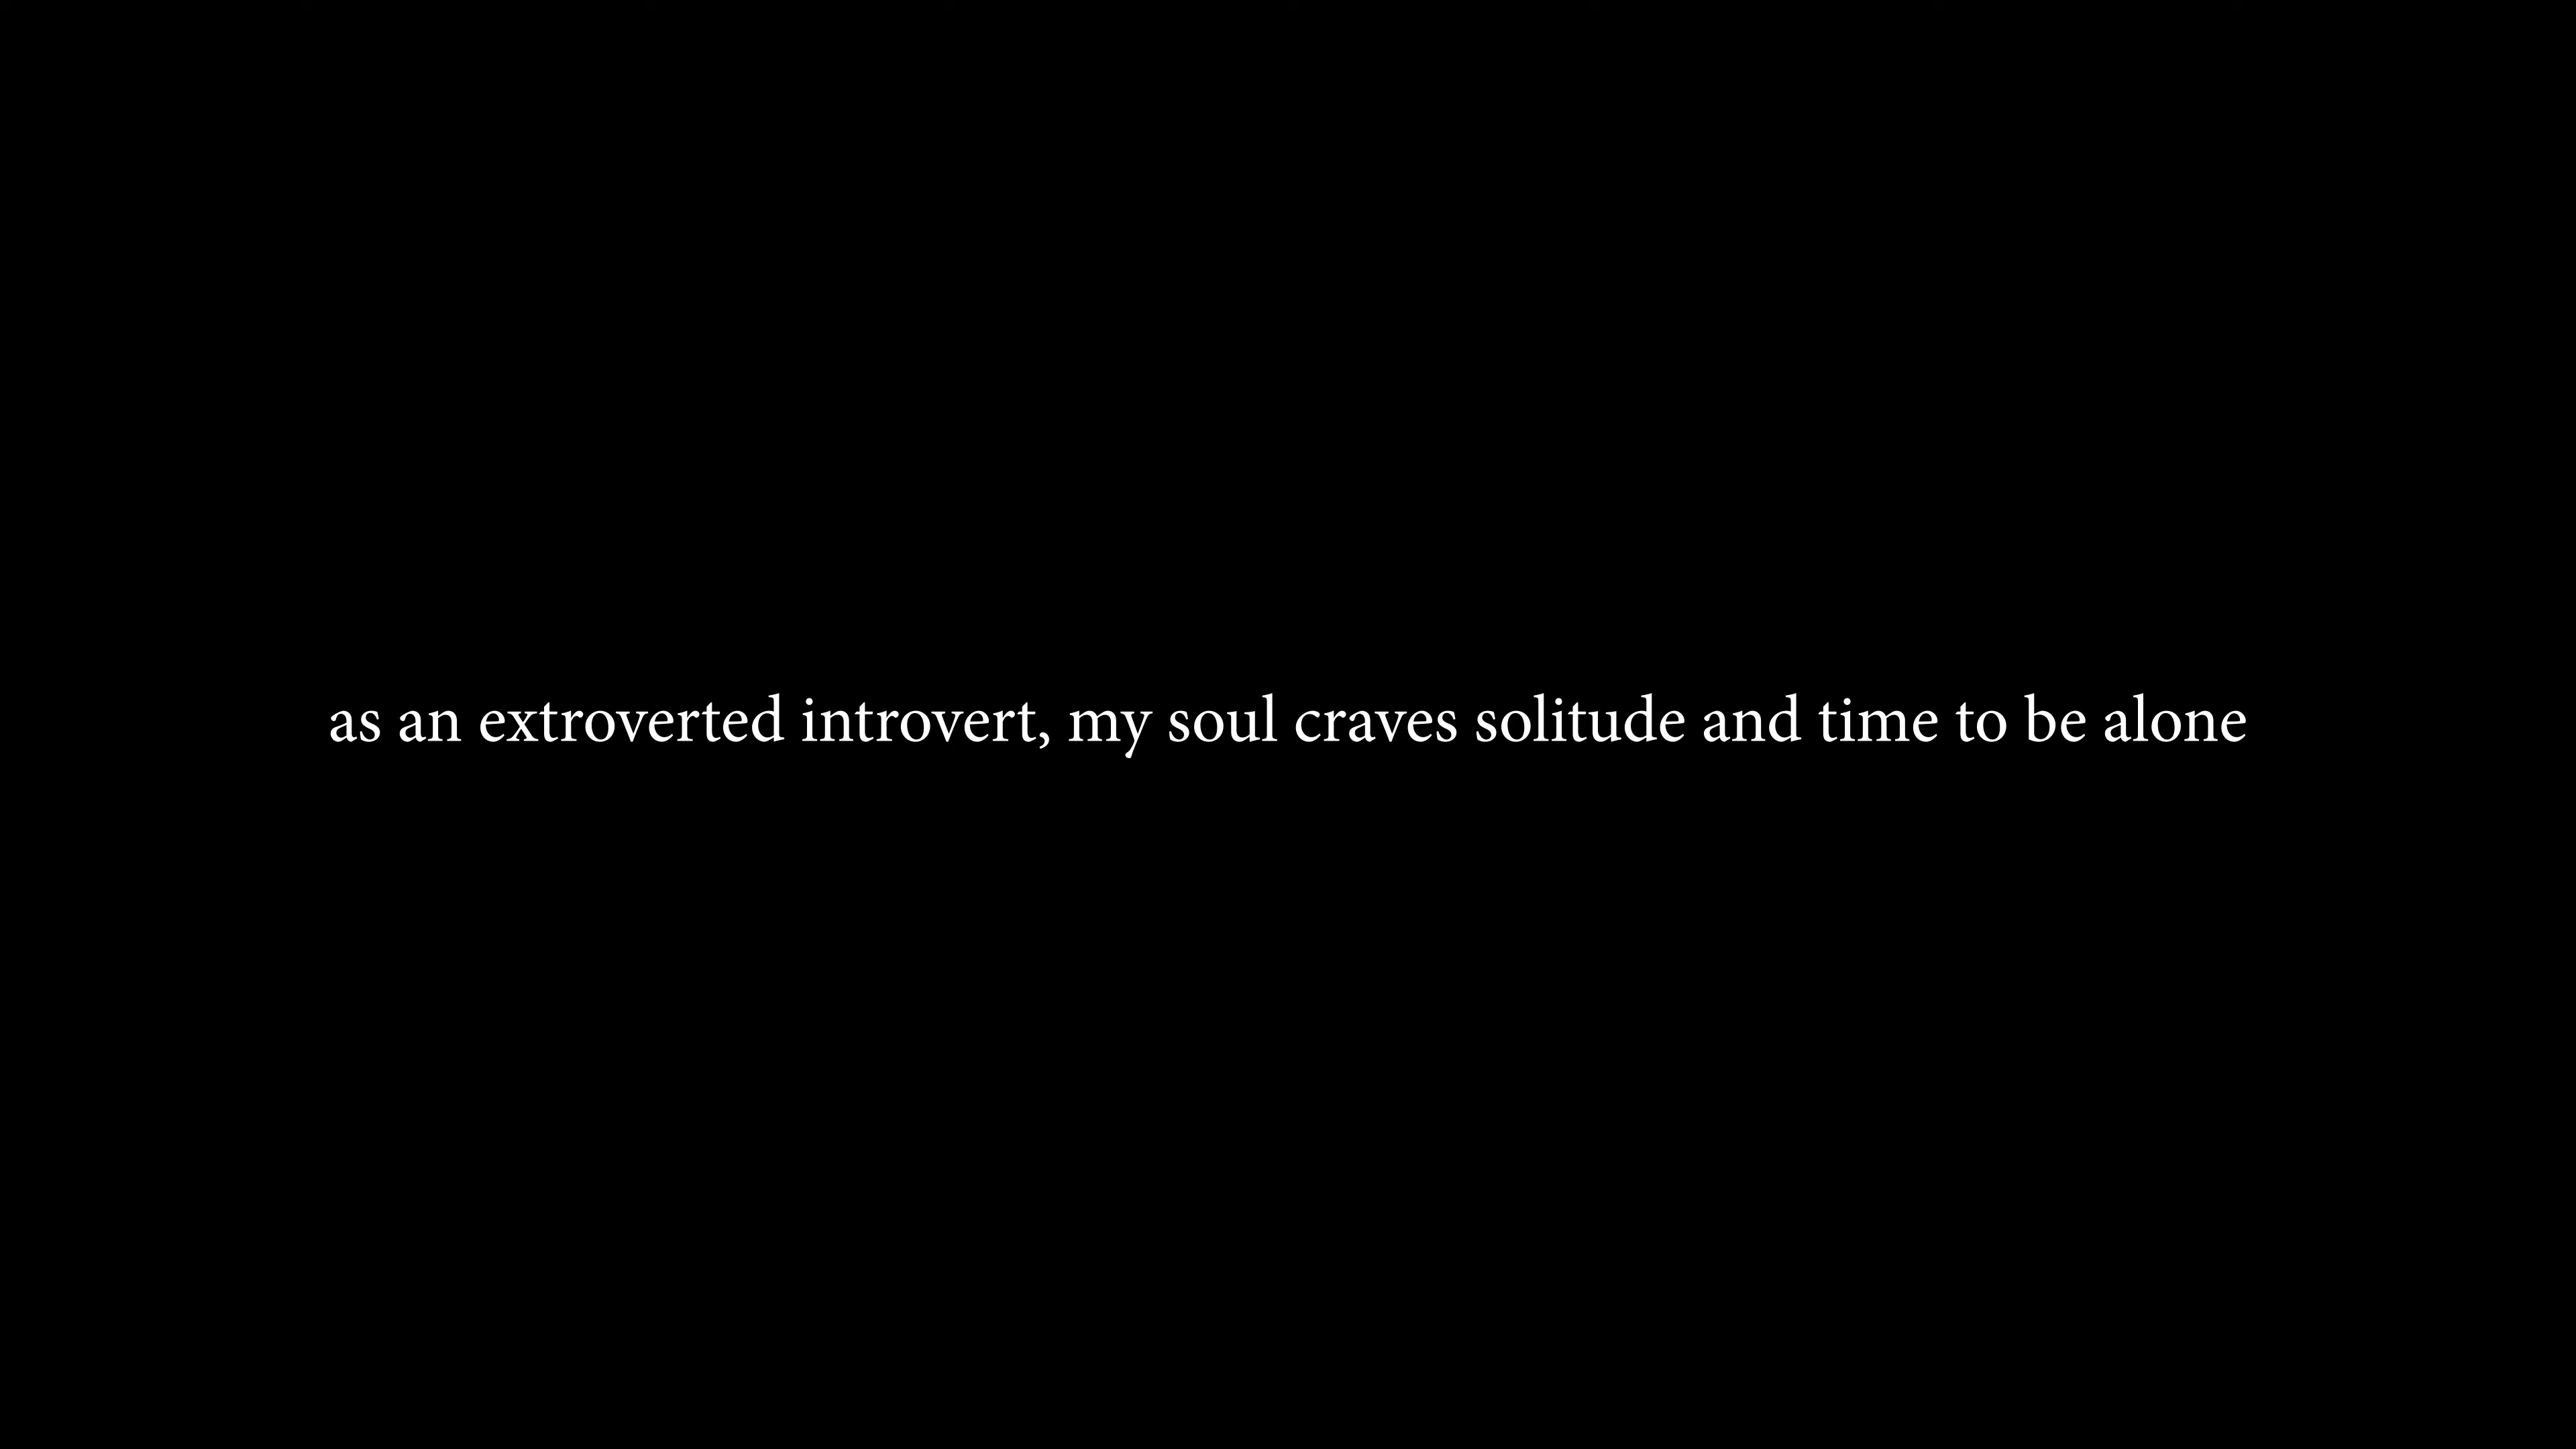 as an extroverted introvert, my soul craves solitude and time to be alone